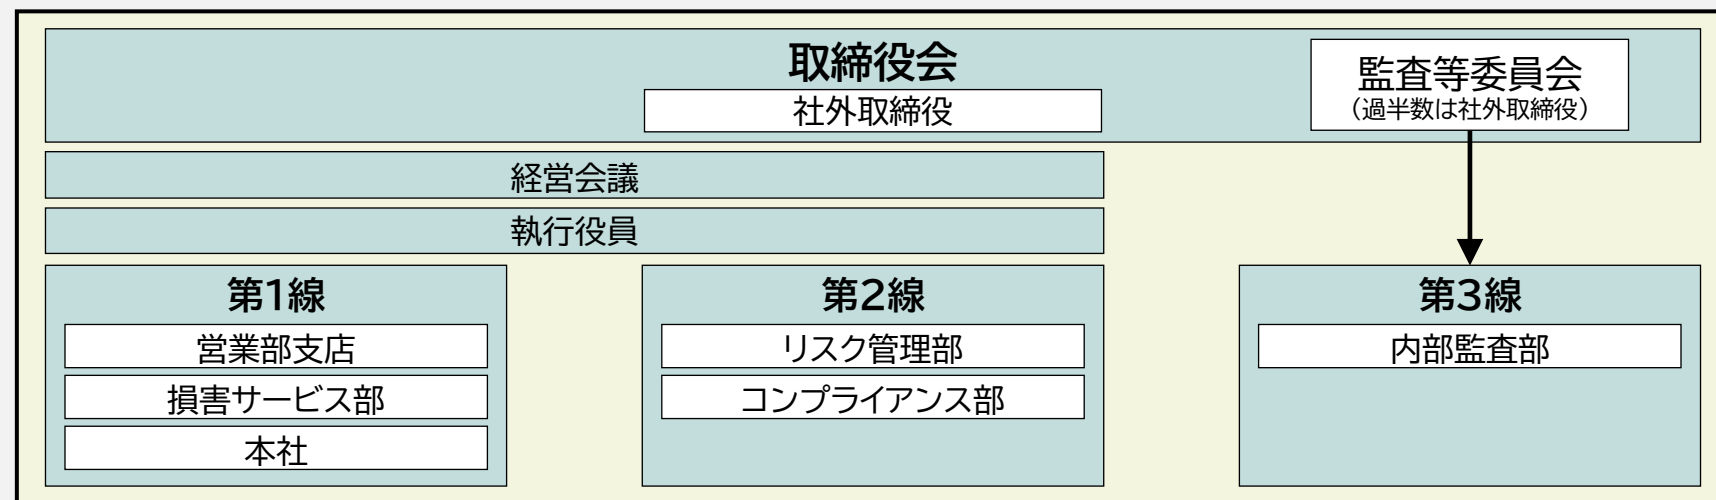 取締役会
社外取締役
監査等委員会
（過半数は社外取締役）
経営会議
執行役員
第1線
営業部支店
損害サービス部
本社
第2線
リスク管理部
コンプライアンス部
第3線
内部監査部